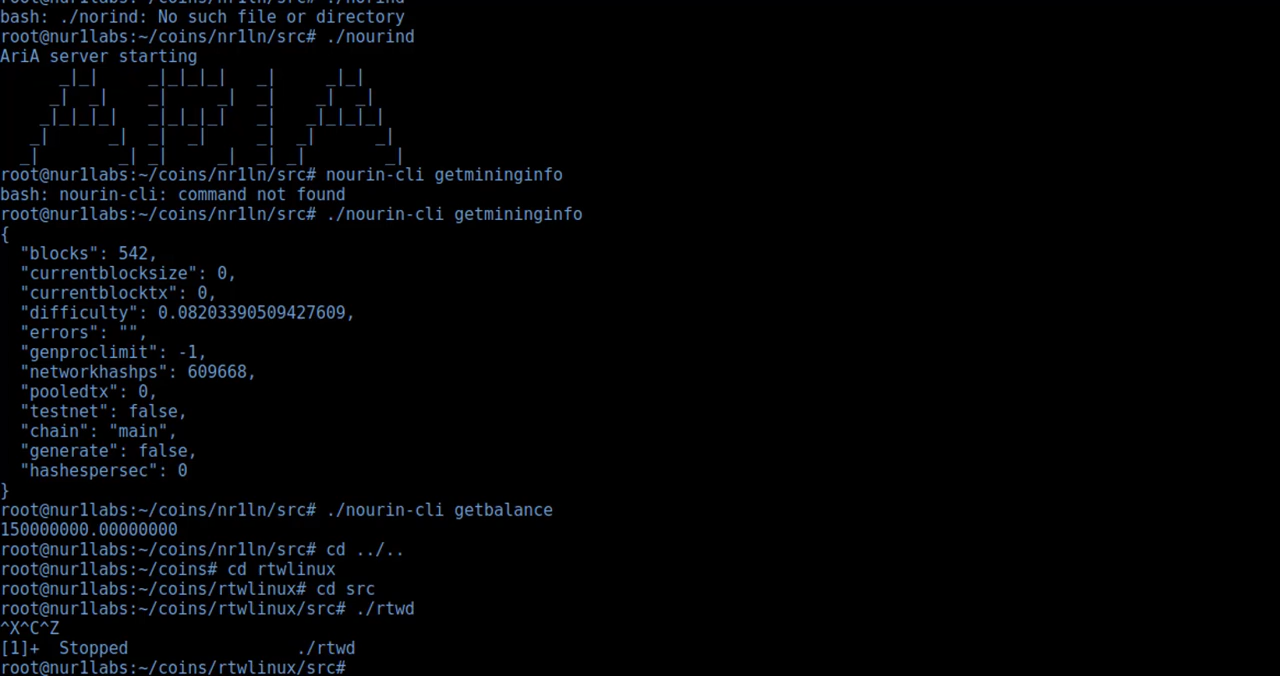 bash: ./norind: No such file or directory
root@nur1labs:~/coins/nr1ln/src# ./nourind
AriA server starting
      _|_|     _|_|_|_|   _|     _|_|
     _|  _|    _|     _|  _|    _|  _|
    _|_|_|_|   _|_|_|_|   _|   _|_|_|_|
   _|      _|  _|  _|     _|  _|      _|
  _|        _| _|     _|  _| _|        _|
root@nur1labs:~/coins/nr1ln/src# nourin-cli getmininginfo
bash: nourin-cli: command not found
root@nur1labs:~/coins/nr1ln/src# ./nourin-cli getmininginfo
{
  "blocks": 542,
  "currentblocksize": 0,
  "currentblocktx": 0,
  "difficulty": 0.08203390509427609,
  "errors": "",
  "genproclimit": -1,
  "networkhashps": 609668,
  "pooledtx": 0,
  "testnet": false,
  "chain": "main",
  "generate": false,
  "hashespersec": 0
}
root@nur1labs:~/coins/nr1ln/src# ./nourin-cli getbalance
150000000.00000000
root@nur1labs:~/coins/nr1ln/src# cd ../..
root@nur1labs:~/coins# cd rtwlinux
root@nur1labs:~/coins/rtwlinux# cd src
root@nur1labs:~/coins/rtwlinux/src# ./rtwd
^X^C^Z
[1]+  Stopped                 ./rtwd
root@nur1labs:~/coins/rtwlinux/src#